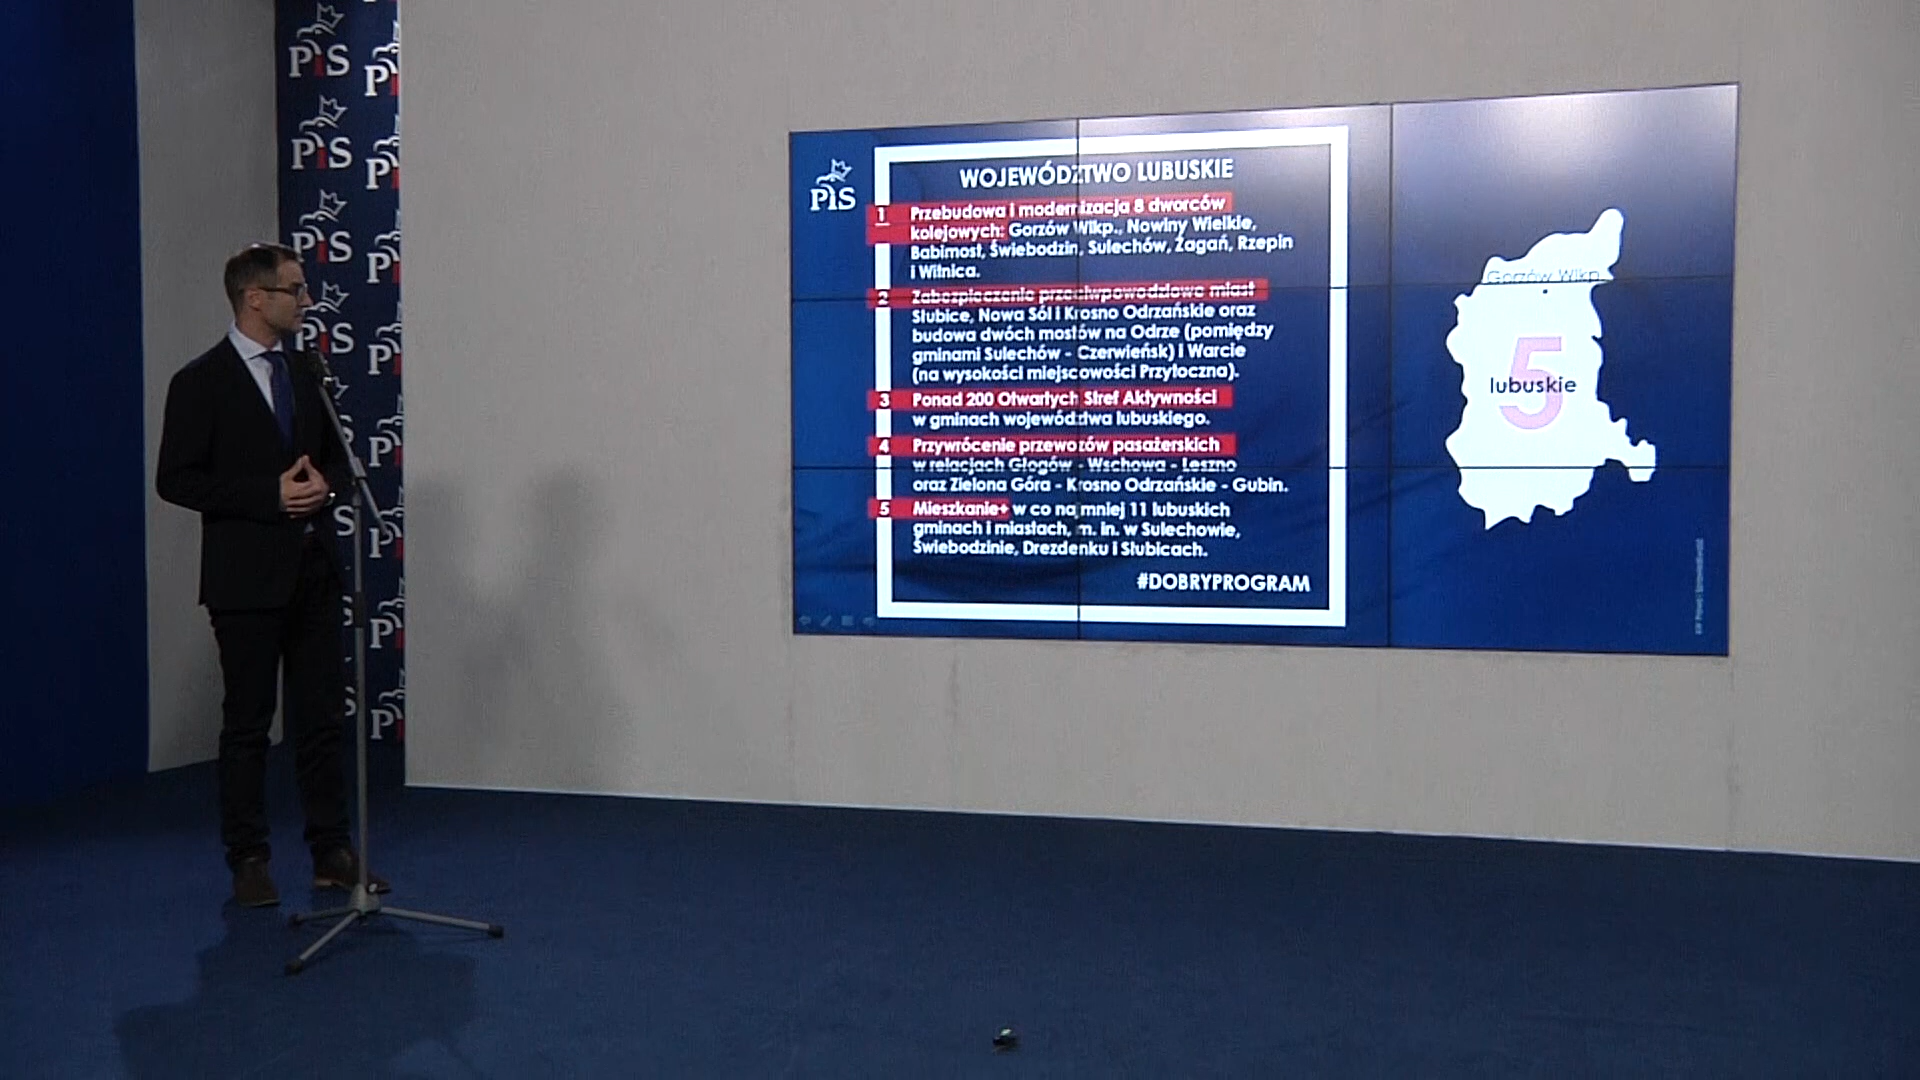 PiS
PiS
PiS
PiS
PiS
WOJEWÓDZTWO LUBUSKIE
1 Przebudowa i modernizacja 8 dworców
kolejowych: Gorzów Wlkp., Nowiny Wielkie,
Babimost, Świebodzin, Sulechów, Żagań, Rzepin
i Witnica.
2 Zabezpieczenie przeciwpowodziowe miast
Słubice, Nowa Sól i Krosno Odrzańskie oraz
budowa dwóch mostów na Odrze (pomiędzy
gminami Sulechów - Czerwieńsk) i Warcie
(na wysokości miejscowości Przytoczna).
3 Ponad 200 Otwartych Stref Aktywności
w gminach województwa lubuskiego.
4 Przywrócenie przewozów pasażerskich
w relacjach Głogów - Wschowa - Leszno
oraz Zielona Góra - Krosno Odrzańskie - Gubin.
5 Mieszkanie+ w co najmniej 11 lubuskich
gminach i miastach, m. in. w Sulechowie,
Świebodzinie, Drezdenku i Słubicach.
#DOBRYPROGRAM
Gorzów Wlkp.
5
lubuskie